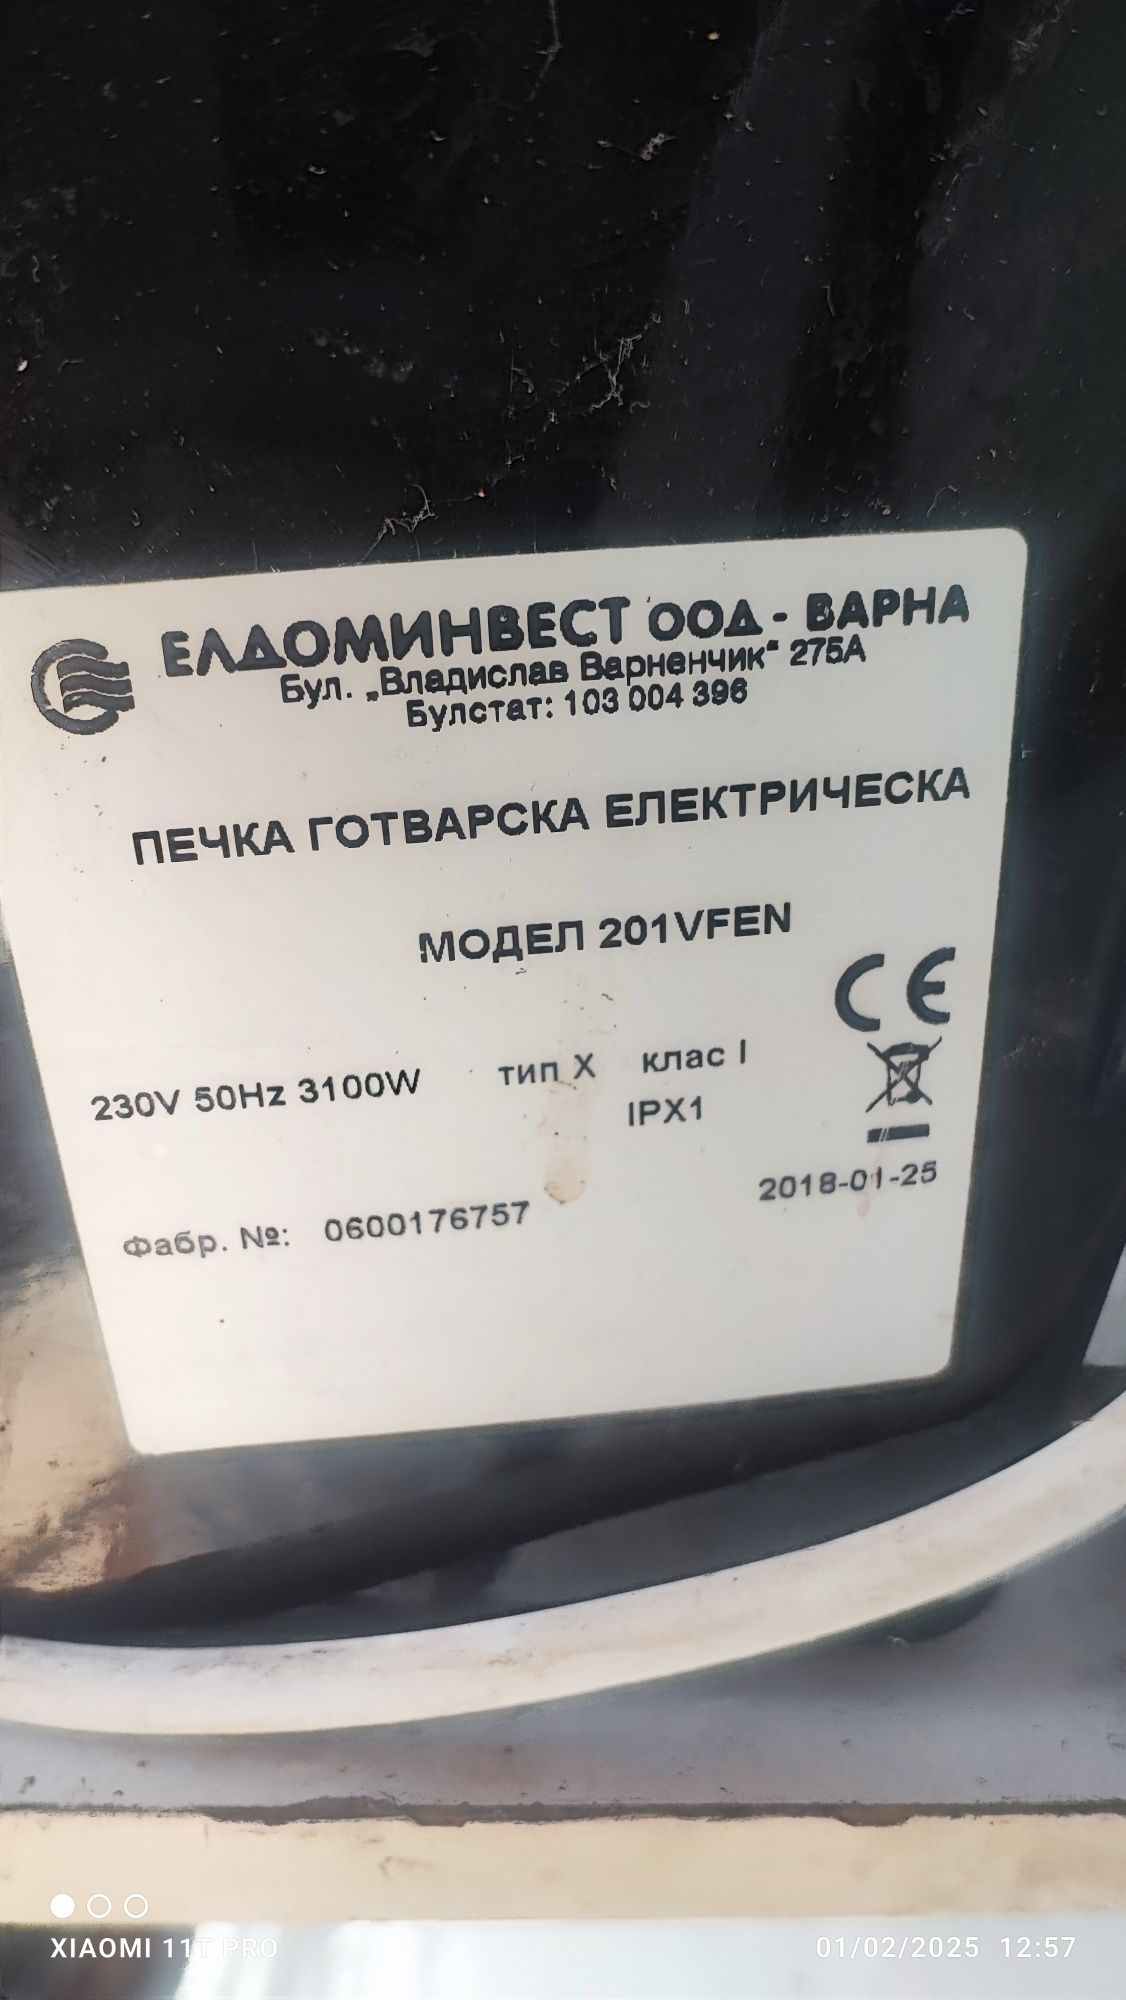 ЕЛДОМИНВЕСТ ООД - ВАРНА
Бул. „Владислав Варненчик“ 275А
Булстат: 103 004 396
ПЕЧКА ГОТВАРСКА ЕЛЕКТРИЧЕСКА
МОДЕЛ 201VFEN
CE
230V 50Hz 3100W тип X клас I
IPX1
2018-01-25
Фабр. №: 0600176757
XIAOMI 11T PRO
01/02/2025 12:57